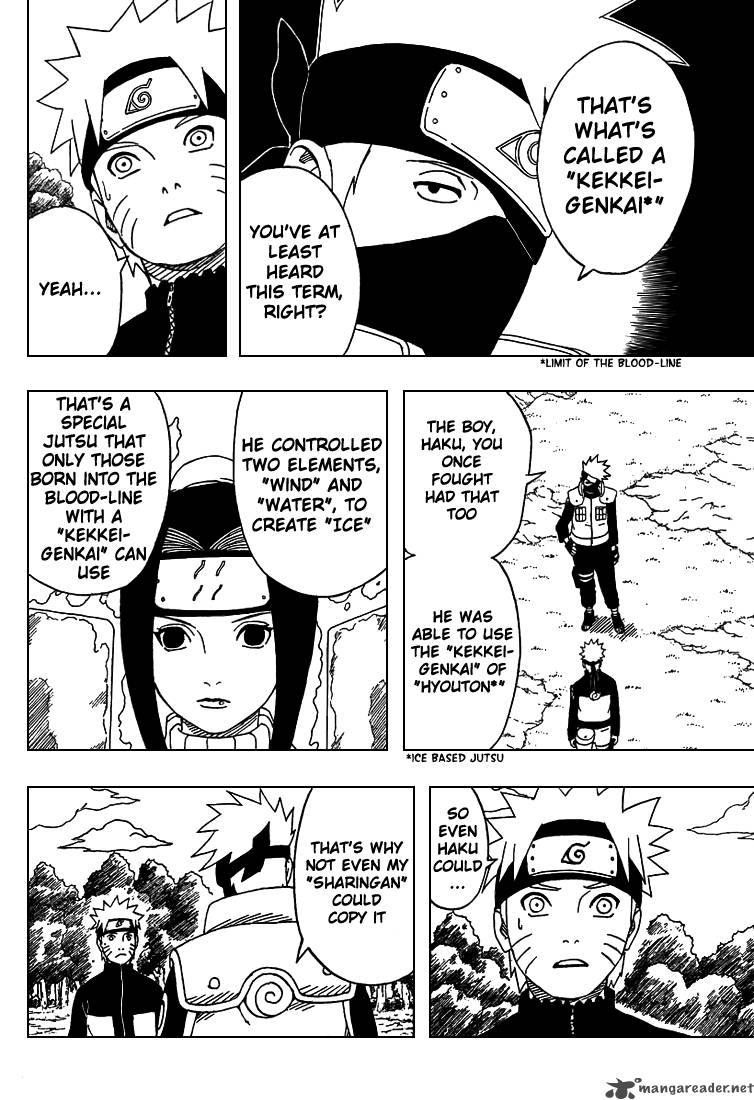 THAT'S
WHAT'S
CALLED A
"KEKKEI-
GENKAI*"
YOU'VE AT
LEAST
HEARD
THIS TERM,
RIGHT?
*LIMIT OF THE BLOOD-LINE
YEAH...
THE BOY,
HAKU, YOU
ONCE
FOUGHT
HAD THAT
TOO
HE WAS
ABLE TO USE
THE "KEKKEI-
GENKAI" OF
"HYOUTON*"
*ICE BASED JUTSU
HE CONTROLLED
TWO ELEMENTS,
"WIND" AND
"WATER", TO
CREATE "ICE"
THAT'S A
SPECIAL
JUTSU THAT
ONLY THOSE
BORN INTO THE
BLOOD-LINE
WITH A
"KEKKEI-
GENKAI" CAN
USE
SO
EVEN
HAKU
COULD
...
THAT'S WHY
NOT EVEN MY
"SHARINGAN"
COULD
COPY IT
mangareader.net